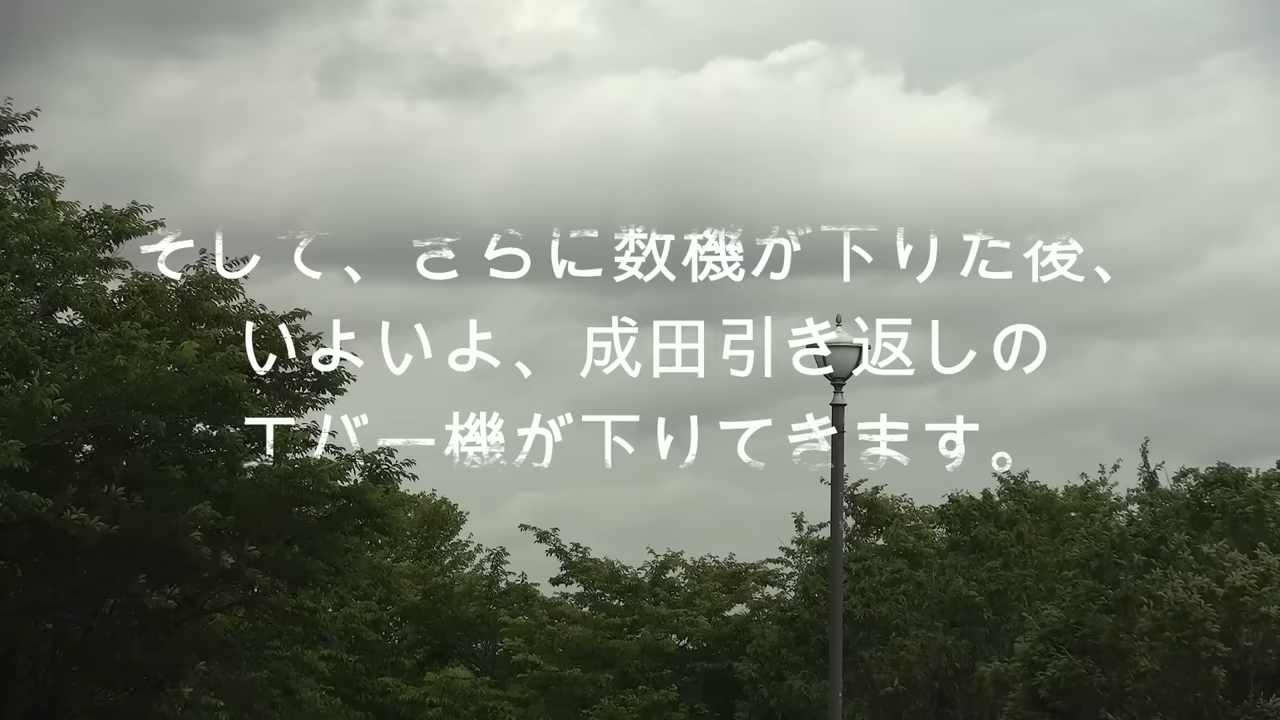 そして、さらに数機が下りた後、
いよいよ、成田引き返しの
エバー機が下りてきます。